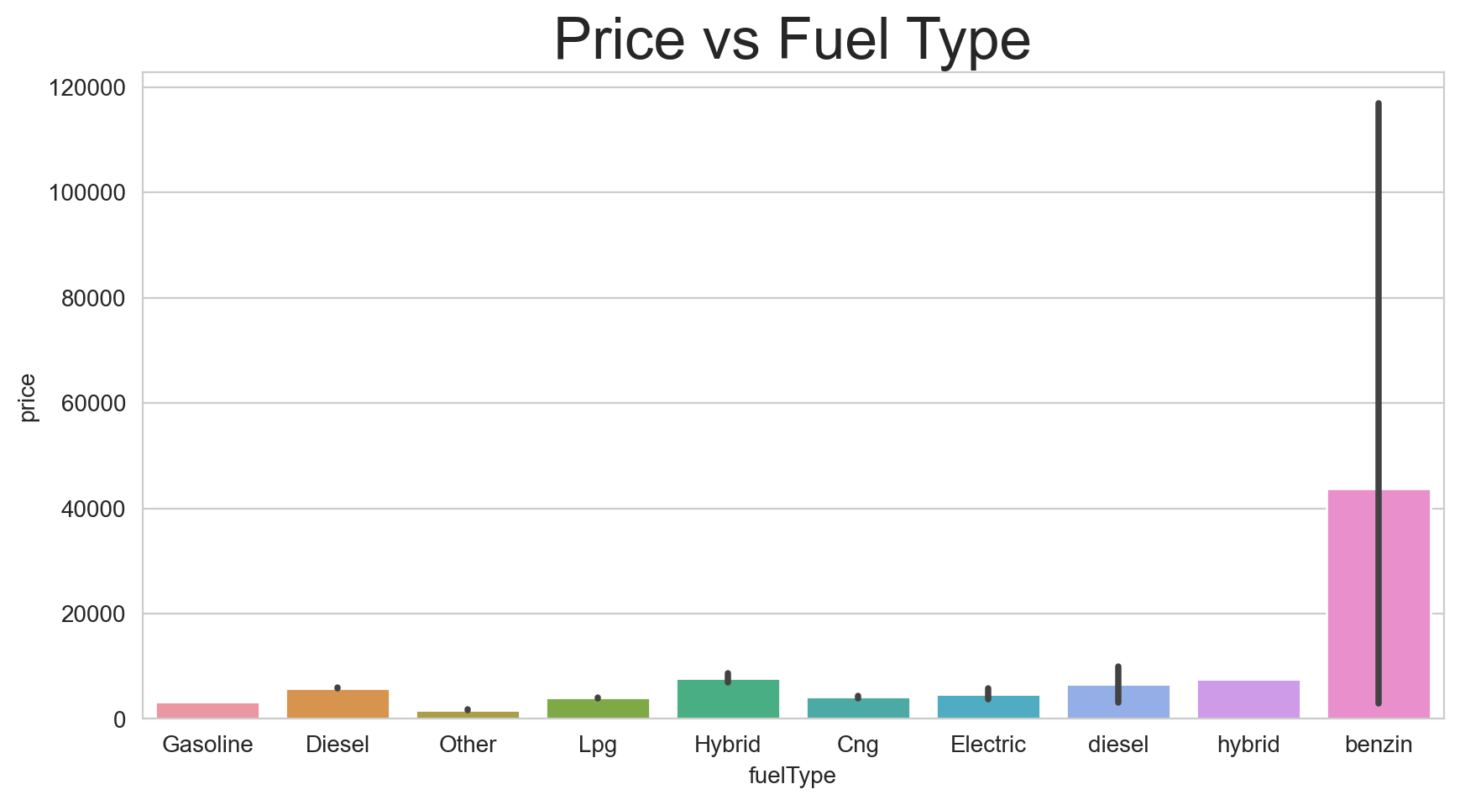 Price vs Fuel Type
120000
100000
80000
60000
40000
20000
0
price
Gasoline Diesel Other Lpg Hybrid Cng Electric diesel hybrid benzin
fuelType